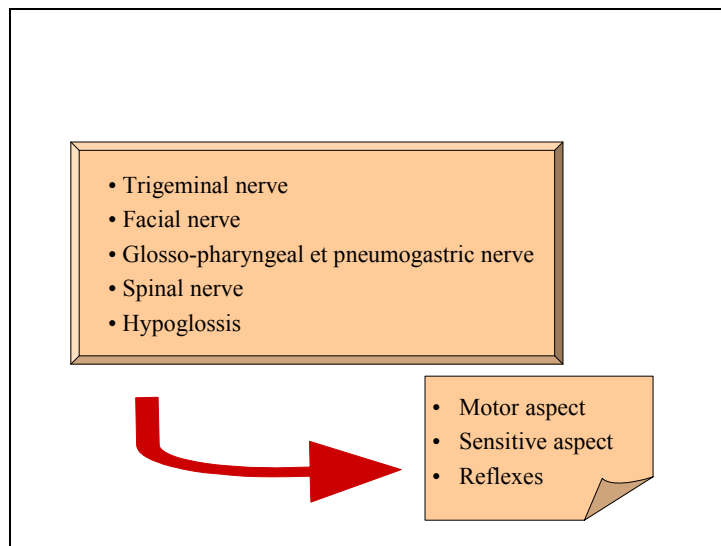 • Trigeminal nerve
• Facial nerve
• Glosso-pharyngeal et pneumogastric nerve
• Spinal nerve
• Hypoglossis
• Motor aspect
• Sensitive aspect
• Reflexes